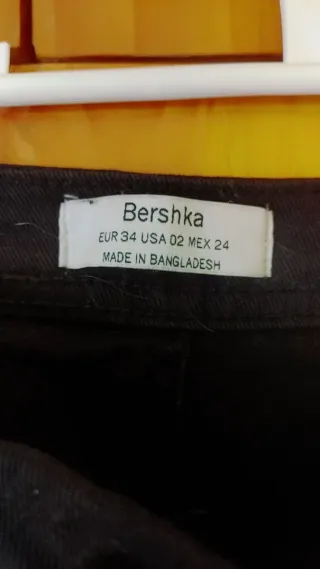 Bershka
EUR 34 USA 02 MEX 24
MADE IN BANGLADESH